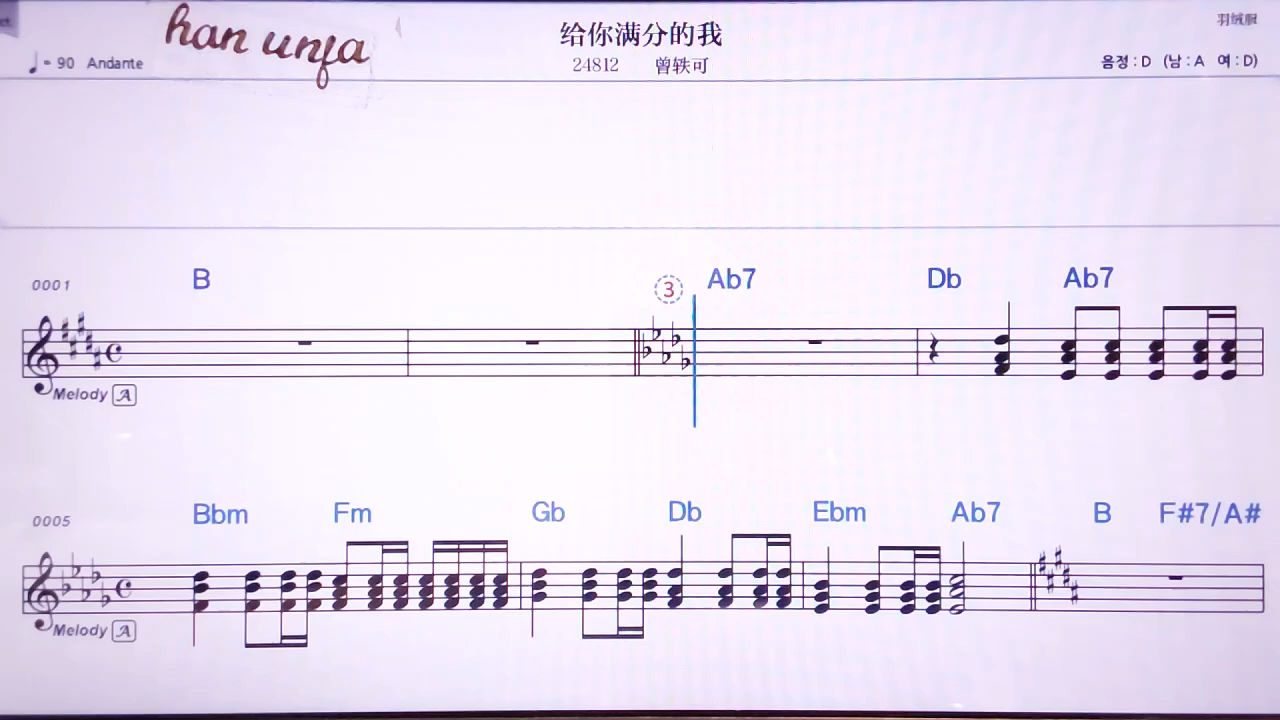 han unfa
给你满分的我
羽绒服
♩= 90 Andante
24812 曾轶可
음정 : D (남 : A 여 : D)
0001 B ③ Ab7 Db Ab7
Melody A
0005 Bbm Fm Gb Db Ebm Ab7 B F#7/A#
Melody A